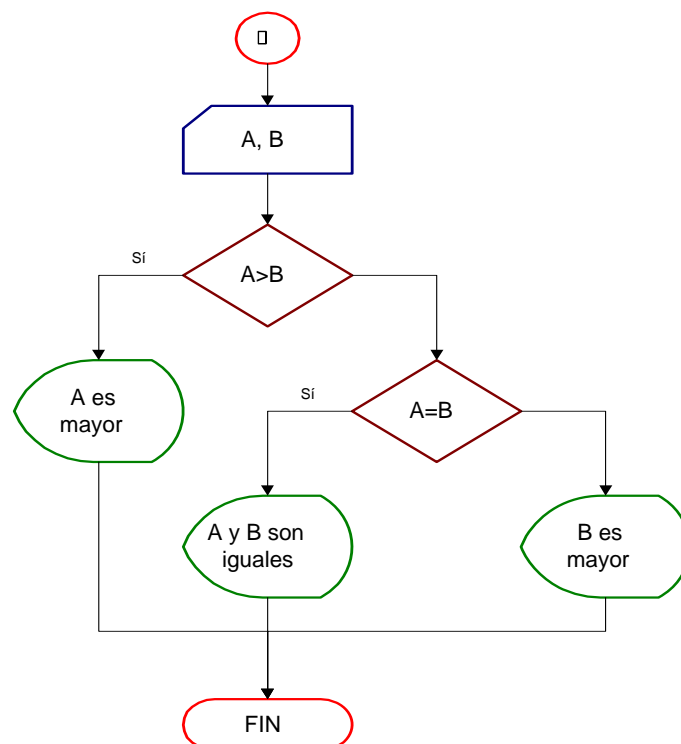 A, B
Sí
A>B
A es
mayor
Sí
A=B
A y B son
iguales
B es
mayor
FIN